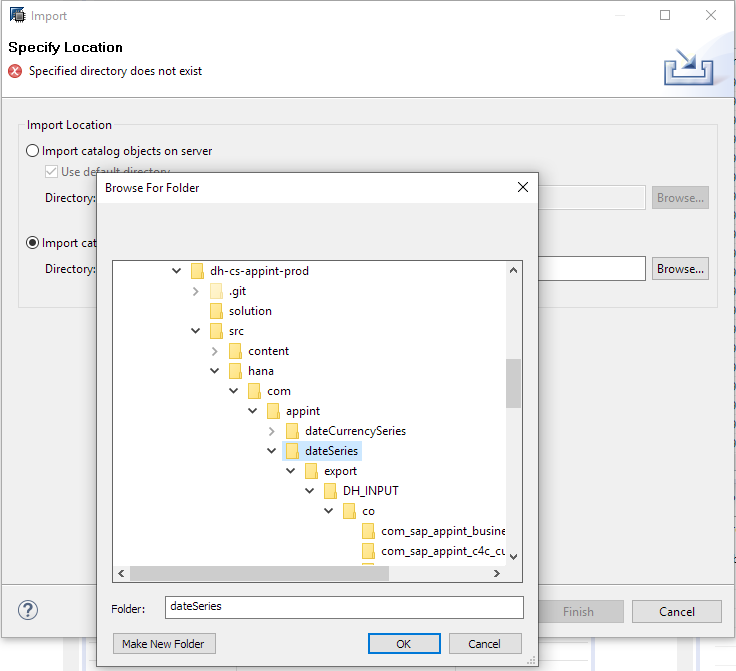 Import
Specify Location
Specified directory does not exist
Import Location
Import catalog objects on server
Use default directory
Directory:
Browse...
Import cat
Directory:
Browse...
Browse For Folder
dh-cs-appint-prod
.git
solution
src
content
hana
com
appint
dateCurrencySeries
dateSeries
export
DH_INPUT
co
com_sap_appint_busine
com_sap_appint_c4c_cu
Folder:
dateSeries
Make New Folder
OK
Cancel
Finish
Cancel